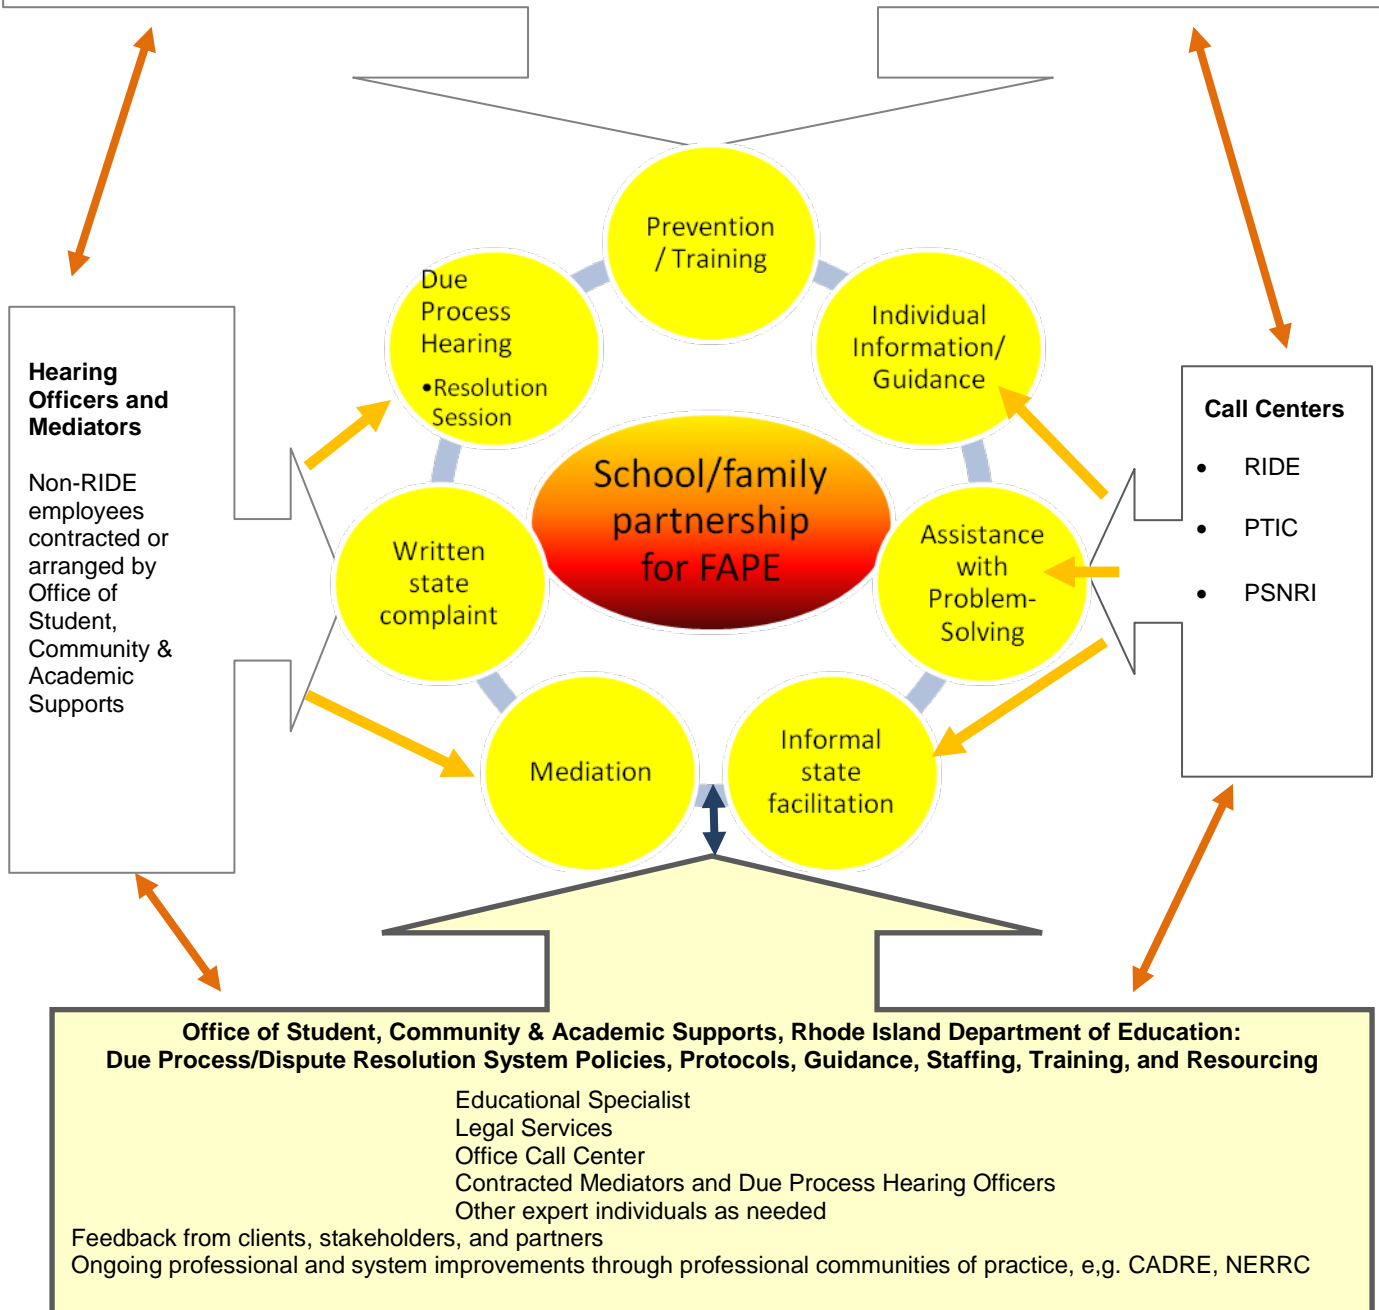 Prevention
/ Training
Due
Process
Hearing
•Resolution
Session
Individual
Information/
Guidance
Hearing
Officers and
Mediators
Non-RIDE
employees
contracted or
arranged by
Office of
Student,
Community &
Academic
Supports
Call Centers
• RIDE
• PTIC
• PSNRI
School/family
partnership
for FAPE
Written
state
complaint
Assistance
with
Problem-
Solving
Mediation
Informal
state
facilitation
Office of Student, Community & Academic Supports, Rhode Island Department of Education:
Due Process/Dispute Resolution System Policies, Protocols, Guidance, Staffing, Training, and Resourcing
Educational Specialist
Legal Services
Office Call Center
Contracted Mediators and Due Process Hearing Officers
Other expert individuals as needed
Feedback from clients, stakeholders, and partners
Ongoing professional and system improvements through professional communities of practice, e,g. CADRE, NERRC